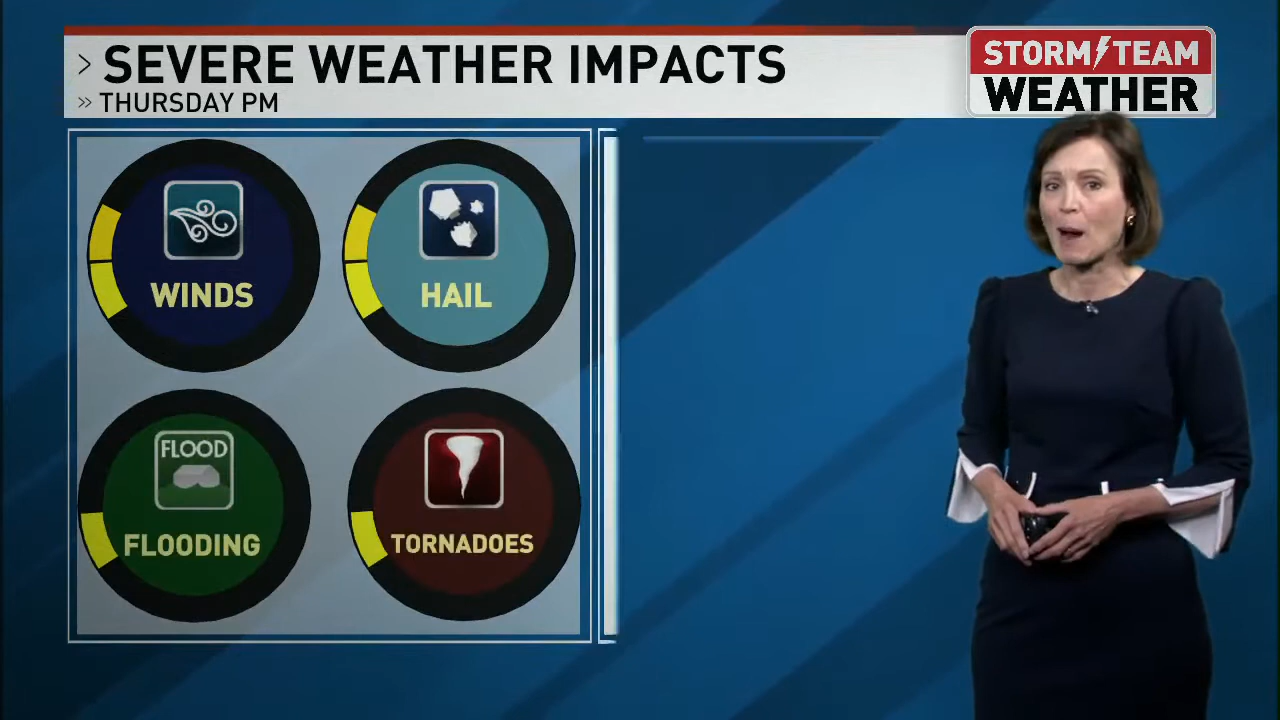 > SEVERE WEATHER IMPACTS
» THURSDAY PM
STORM TEAM
WEATHER
WINDS
HAIL
FLOOD
FLOODING
TORNADOES